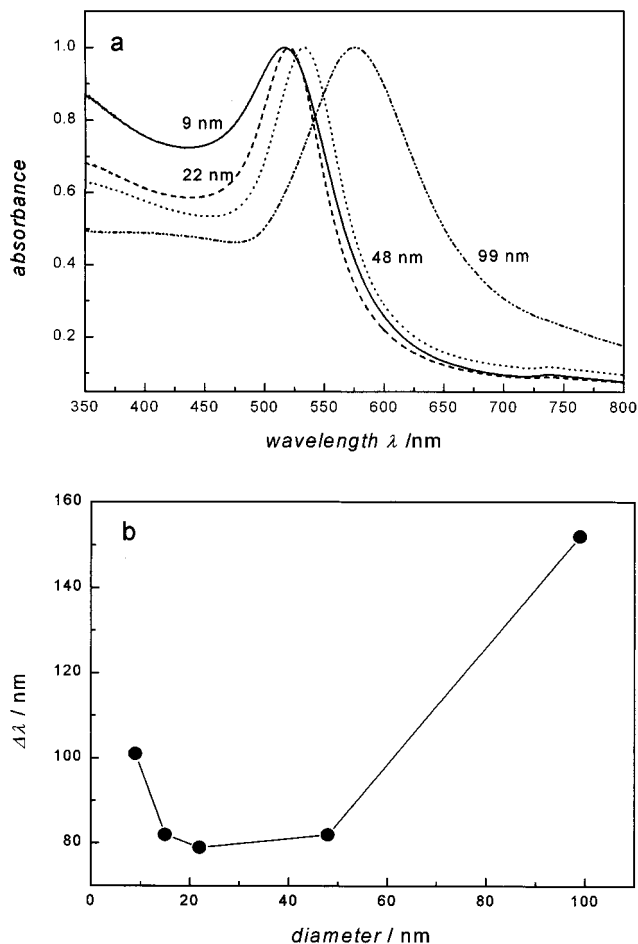 a
1.0
0.8
0.6
0.4
0.2
absorbance
9 nm
22 nm
48 nm
99 nm
350 400 450 500 550 600 650 700 750 800
wavelength λ /nm
b
160
140
120
100
80
Δλ / nm
0 20 40 60 80 100
diameter / nm